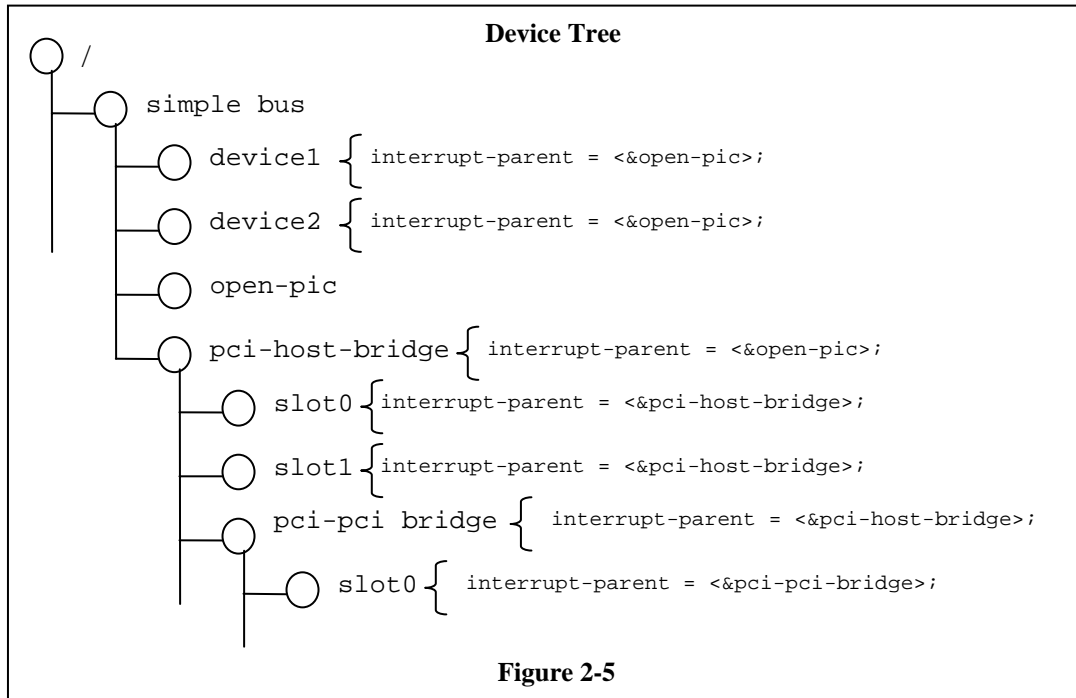 Device Tree
/
simple bus
device1 { interrupt-parent = <&open-pic>;
device2 { interrupt-parent = <&open-pic>;
open-pic
pci-host-bridge { interrupt-parent = <&open-pic>;
slot0 { interrupt-parent = <&pci-host-bridge>;
slot1 { interrupt-parent = <&pci-host-bridge>;
pci-pci bridge { interrupt-parent = <&pci-host-bridge>;
slot0 { interrupt-parent = <&pci-pci-bridge>;
Figure 2-5